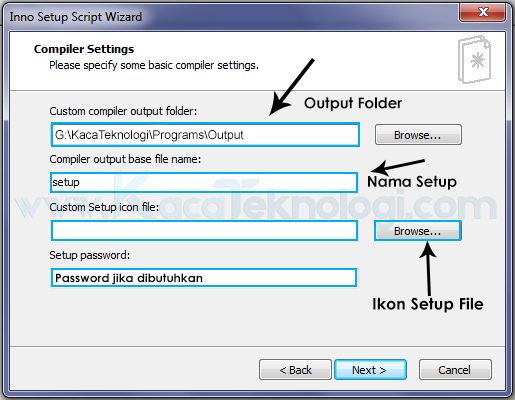 Inno Setup Script Wizard
Compiler Settings
Please specify some basic compiler settings.
Custom compiler output folder:
Output Folder
G:\KacaTeknologi\Programs\Output
Browse...
Compiler output base file name:
setup
Nama Setup
www.KacaTeknologi.com
Custom Setup icon file:
Browse...
Setup password:
Password jika dibutuhkan
Ikon Setup File
< Back
Next >
Cancel